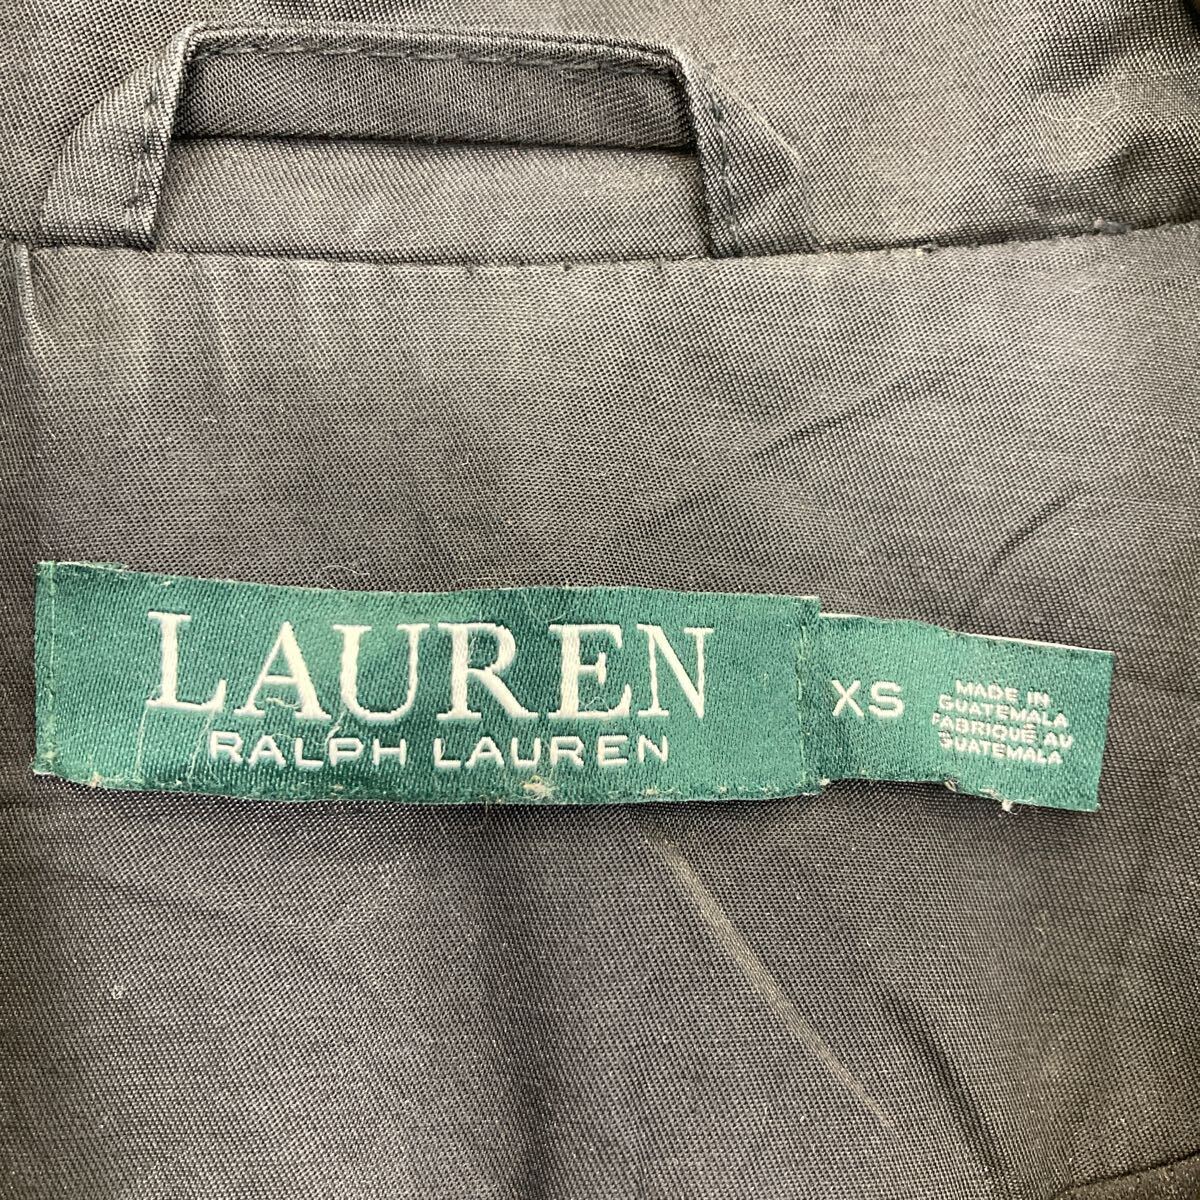 LAUREN
RALPH LAUREN
XS
MADE IN
GUATEMALA
FABRIQUÉ AU
GUATEMALA